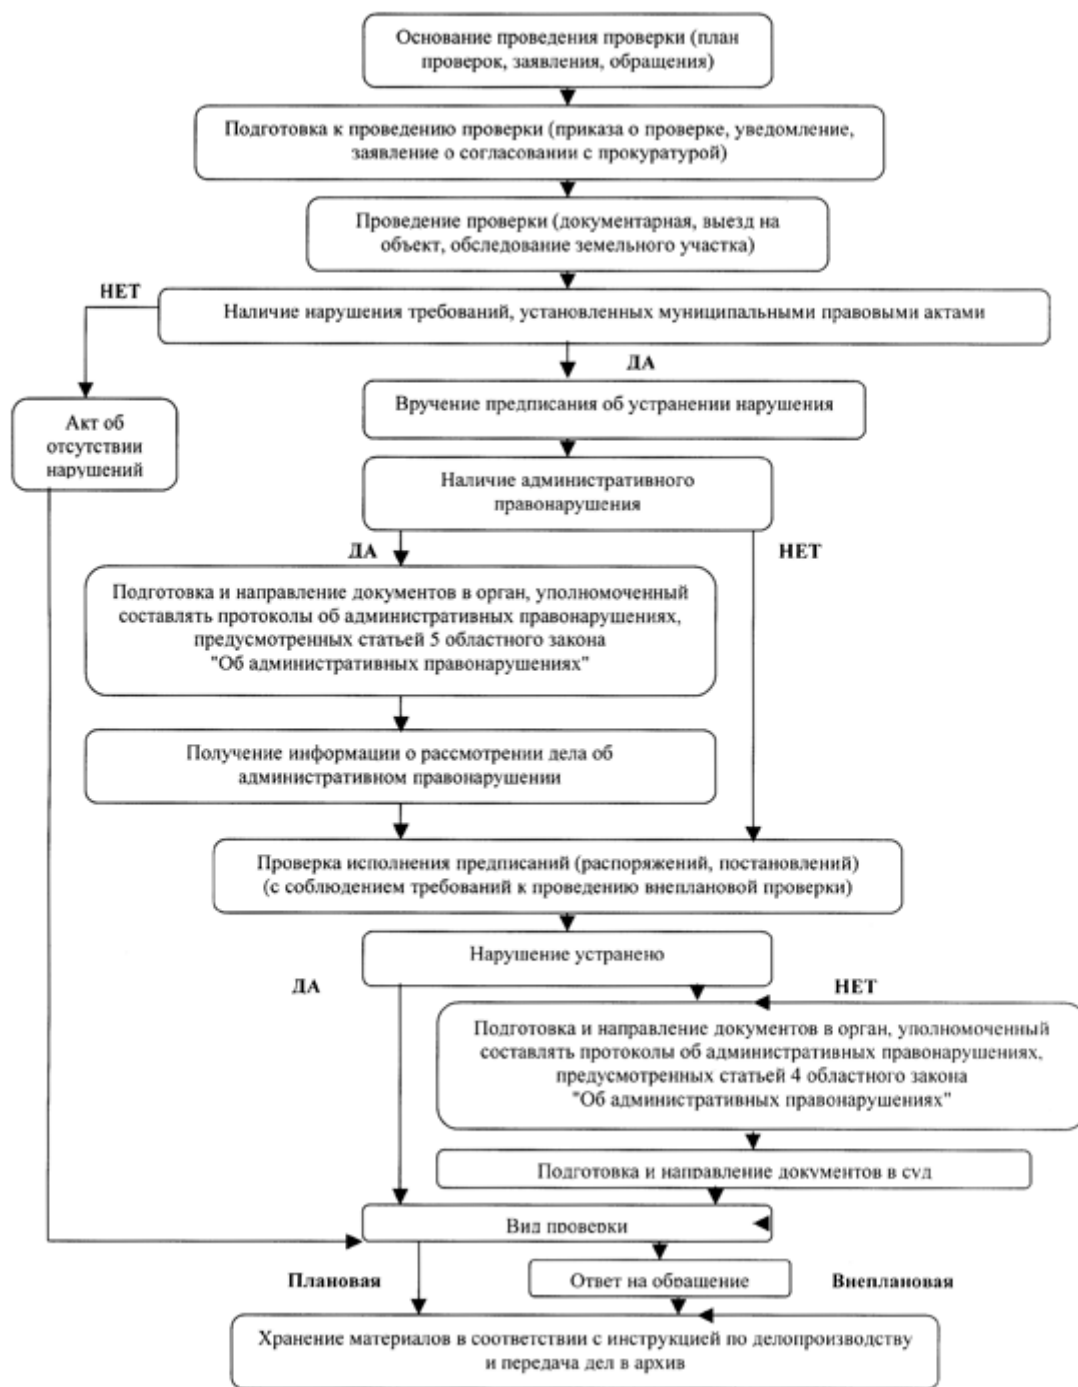 Основание проведения проверки (план
проверок, заявления, обращения)
Подготовка к проведению проверки (приказа о проверке, уведомление,
заявление о согласовании с прокуратурой)
Проведение проверки (документарная, выезд на
объект, обследование земельного участка)
НЕТ
Наличие нарушения требований, установленных муниципальными правовыми актами
ДА
Вручение предписания об устранении нарушения
Акт об
отсутствии
нарушений
Наличие административного
правонарушения
ДА
НЕТ
Подготовка и направление документов в орган, уполномоченный
составлять протоколы об административных правонарушениях,
предусмотренных статьей 5 областного закона
"Об административных правонарушениях"
Получение информации о рассмотрении дела об
административном правонарушении
Проверка исполнения предписаний (распоряжений, постановлений)
(с соблюдением требований к проведению внеплановой проверки)
Нарушение устранено
ДА
НЕТ
Подготовка и направление документов в орган, уполномоченный
составлять протоколы об административных правонарушениях,
предусмотренных статьей 4 областного закона
"Об административных правонарушениях"
Подготовка и направление документов в суд
Вид проверки
Плановая
Ответ на обращение
Внеплановая
Хранение материалов в соответствии с инструкцией по делопроизводству
и передача дел в архив